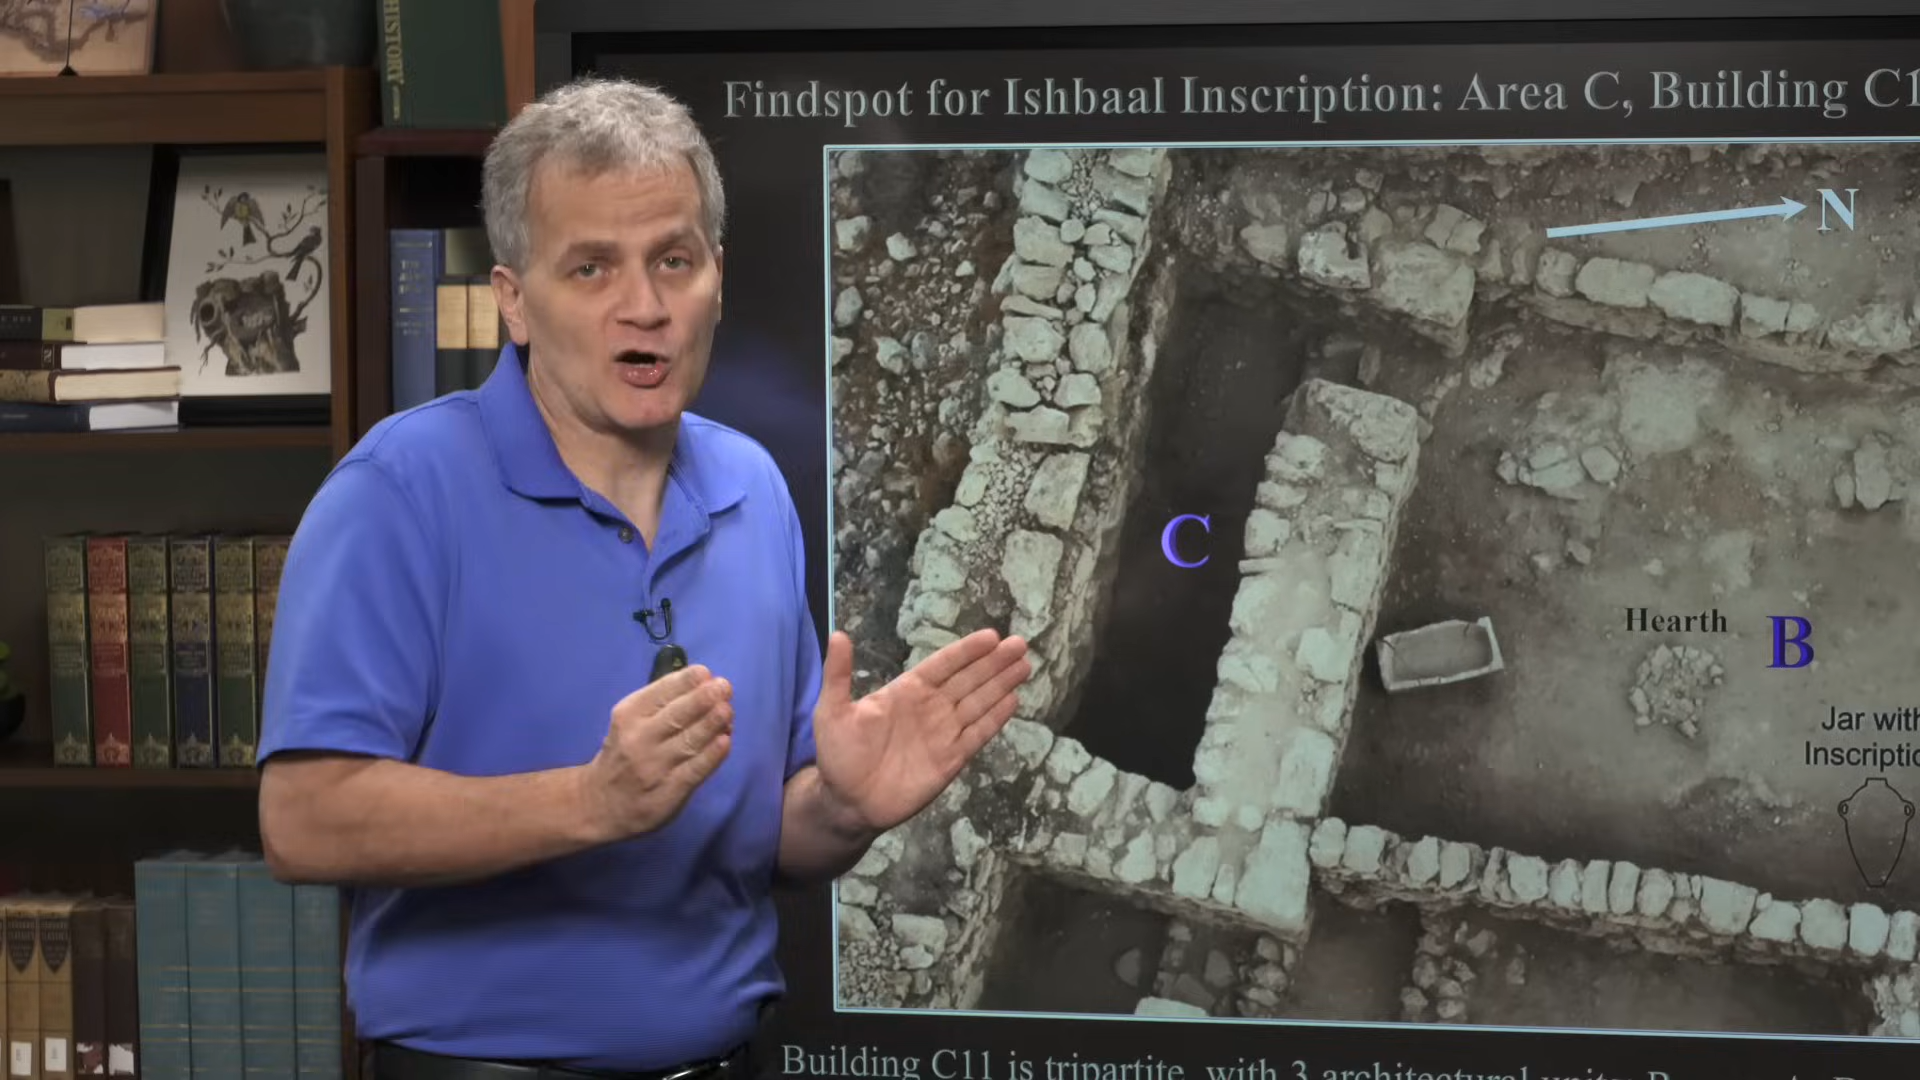 HISTORY
Findspot for Ishbaal Inscription: Area C, Building C1
N
C
Hearth
B
Jar with
Inscriptio
Building C11 is tripartite, with 3 architectural units: